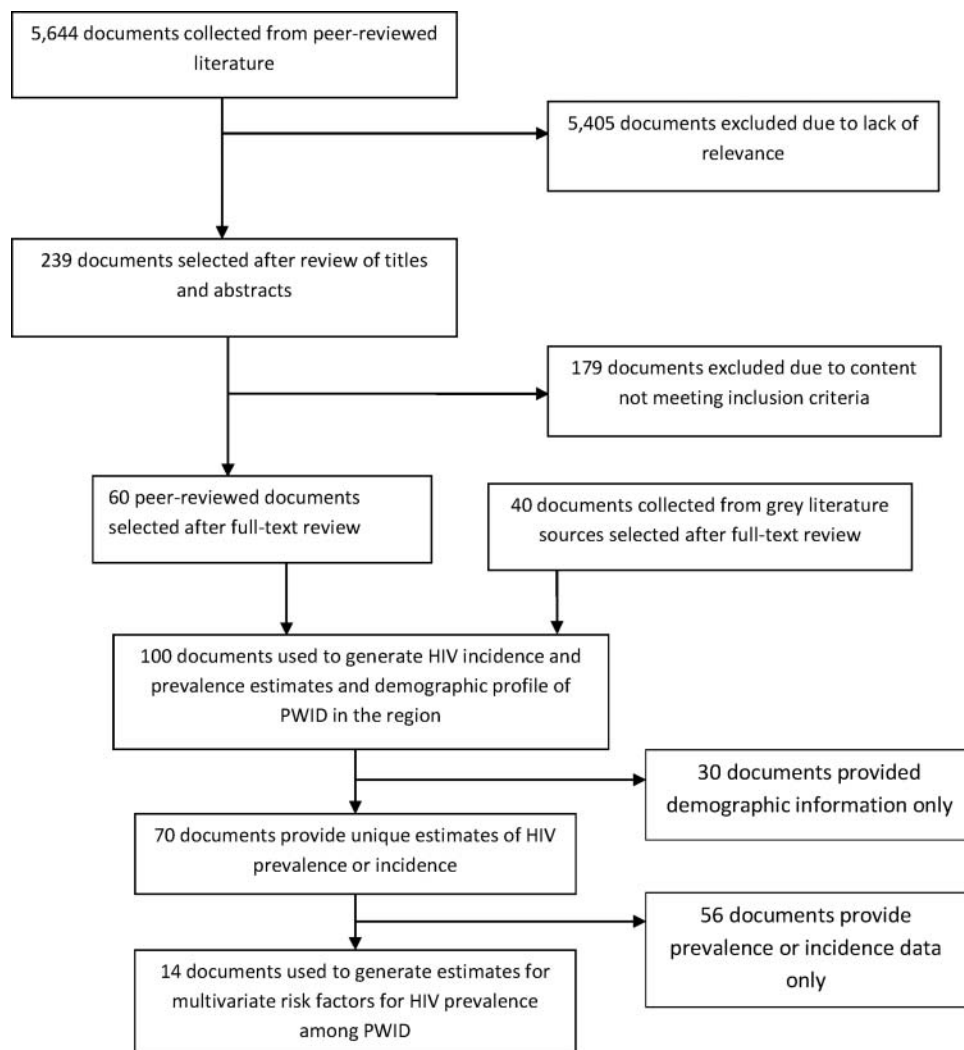 5,644 documents collected from peer-reviewed
literature
5,405 documents excluded due to lack of
relevance
239 documents selected after review of titles
and abstracts
179 documents excluded due to content
not meeting inclusion criteria
60 peer-reviewed documents
selected after full-text review
40 documents collected from grey literature
sources selected after full-text review
100 documents used to generate HIV incidence and
prevalence estimates and demographic profile of
PWID in the region
30 documents provided
demographic information only
70 documents provide unique estimates of HIV
prevalence or incidence
56 documents provide
prevalence or incidence data
only
14 documents used to generate estimates for
multivariate risk factors for HIV prevalence
among PWID